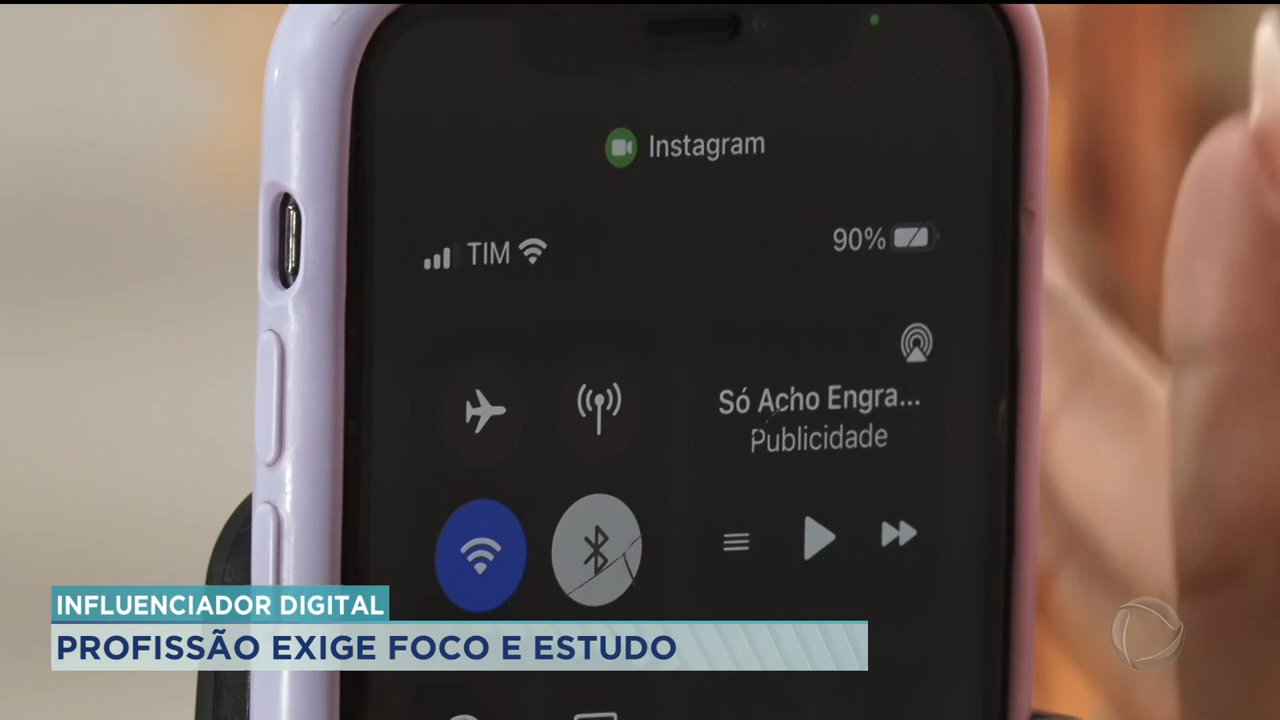 Instagram
TIM
90%
Só Acho Engra...
Publicidade
INFLUENCIADOR DIGITAL
PROFISSÃO EXIGE FOCO E ESTUDO